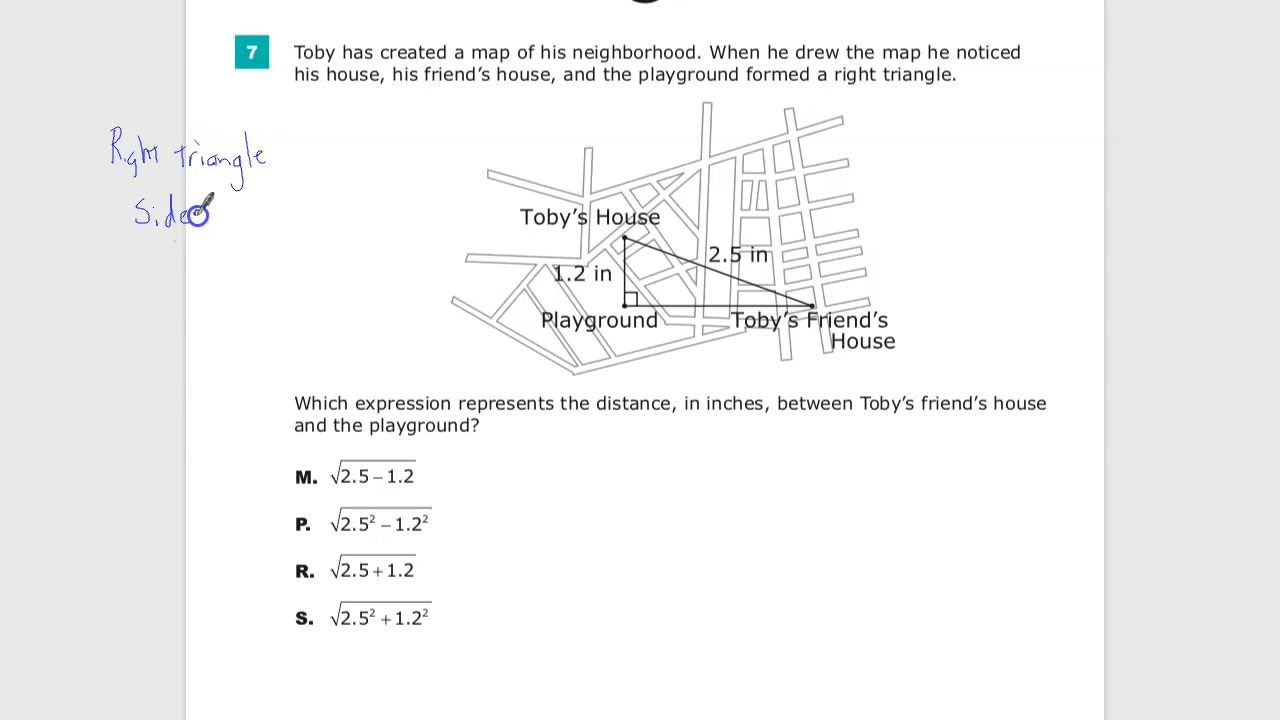 7 Toby has created a map of his neighborhood. When he drew the map he noticed
his house, his friend's house, and the playground formed a right triangle.
Right triangle
side
Toby's House
2.5 in
1.2 in
Playground
Toby's Friend's
House
Which expression represents the distance, in inches, between Toby's friend's house
and the playground?
M. √2.5 – 1.2
P. √2.5² – 1.2²
R. √2.5 + 1.2
S. √2.5² + 1.2²